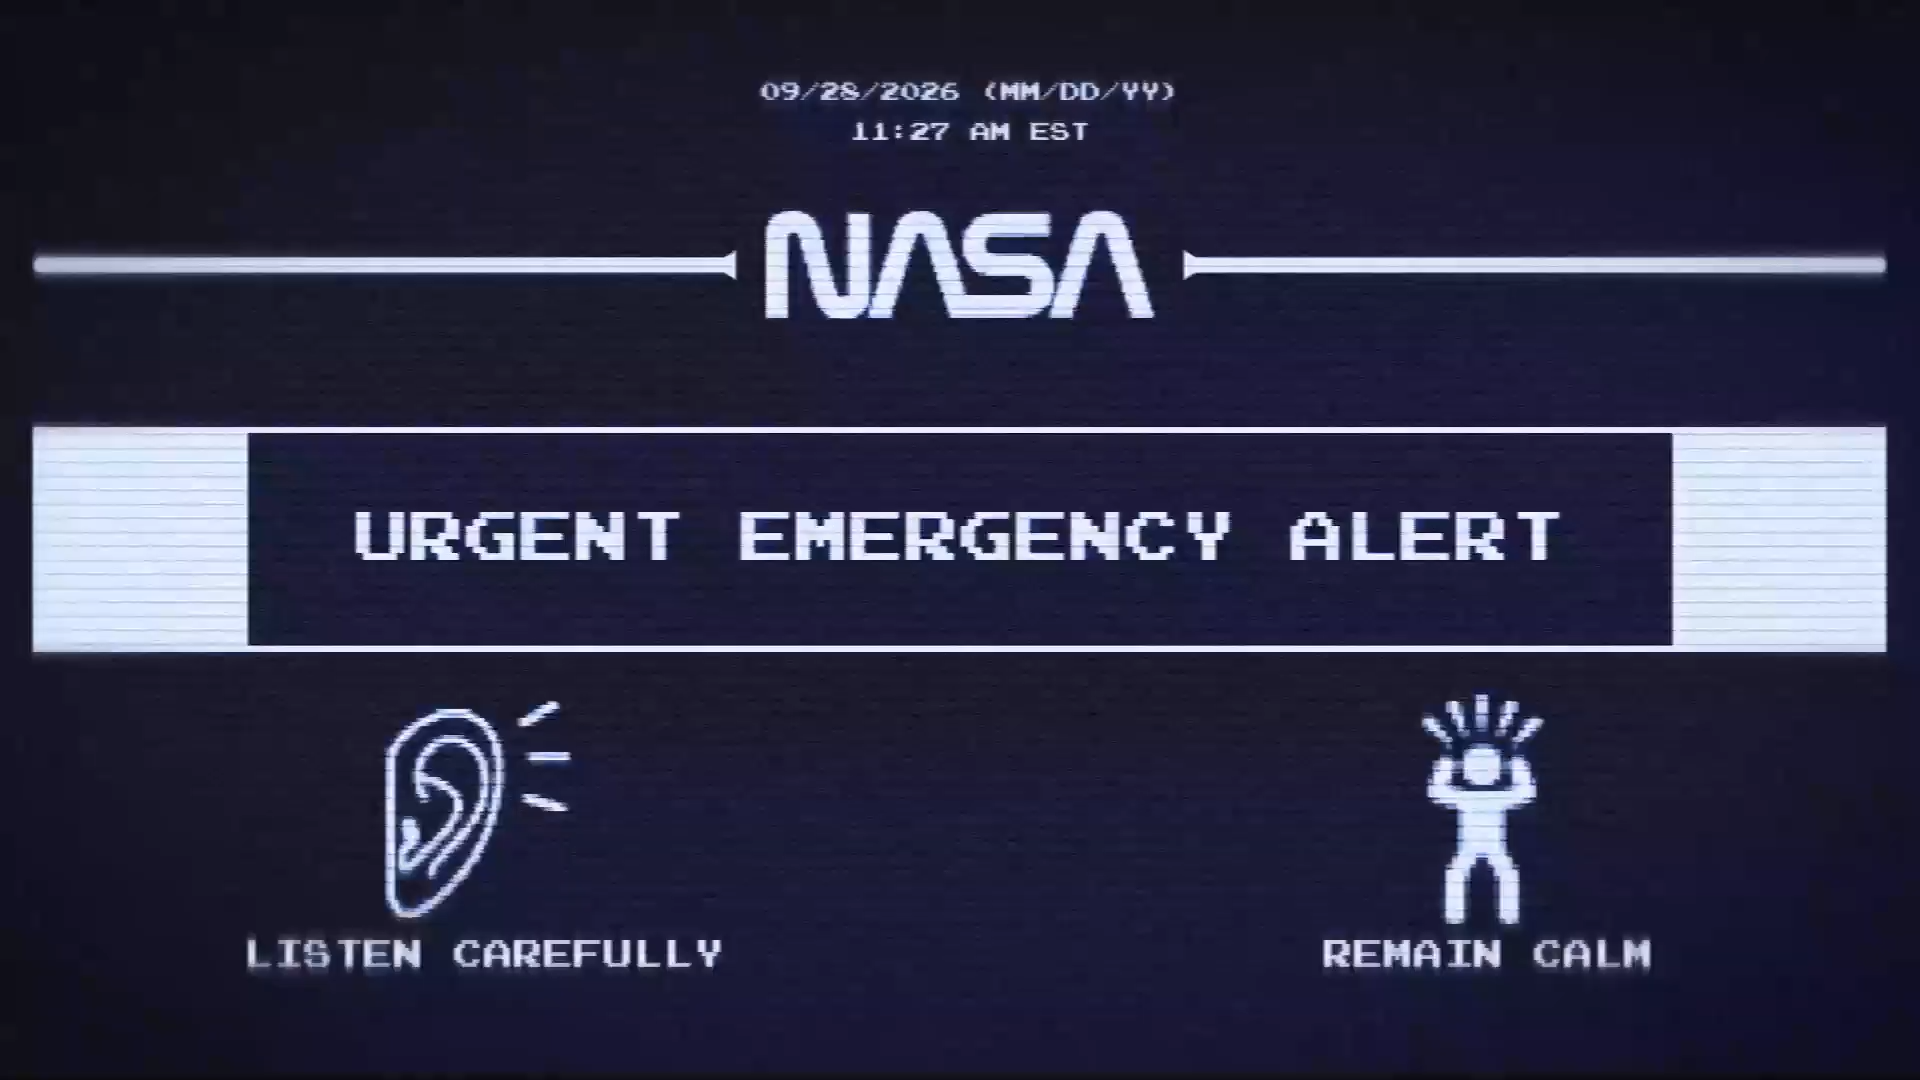 09/28/2026 (MM/DD/YY)
11:27 AM EST
NASA
URGENT EMERGENCY ALERT
LISTEN CAREFULLY
REMAIN CALM